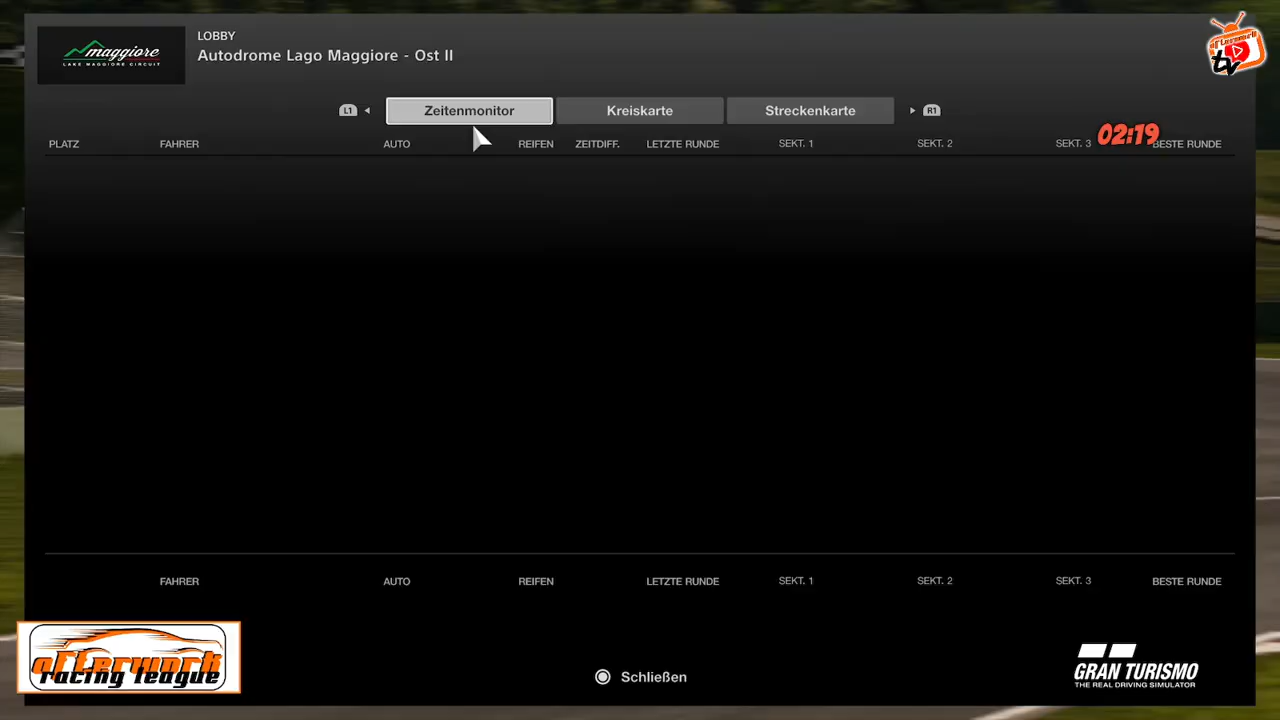 maggiore
LAKE MAGGIORE CIRCUIT
LOBBY
Autodrome Lago Maggiore - Ost II
afterwork
tv
L1 Zeitenmonitor Kreiskarte Streckenkarte R1
02:19
PLATZ FAHRER AUTO REIFEN ZEITDIFF. LETZTE RUNDE SEKT. 1 SEKT. 2 SEKT. 3 BESTE RUNDE
FAHRER AUTO REIFEN LETZTE RUNDE SEKT. 1 SEKT. 2 SEKT. 3 BESTE RUNDE
afterwork
racing league
Schließen
GRAN TURISMO
THE REAL DRIVING SIMULATOR